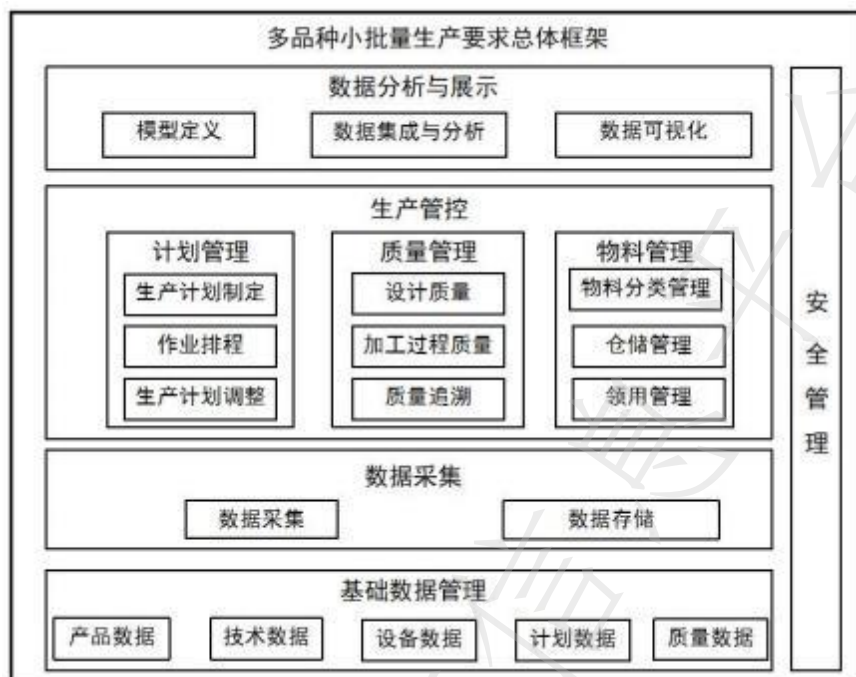 多品种小批量生产要求总体框架
数据分析与展示
模型定义
数据集成与分析
数据可视化
生产管控
计划管理
生产计划制定
作业排程
生产计划调整
质量管理
设计质量
加工过程质量
质量追溯
物料管理
物料分类管理
仓储管理
领用管理
数据采集
数据采集
数据存储
基础数据管理
产品数据
技术数据
设备数据
计划数据
质量数据
安全管理